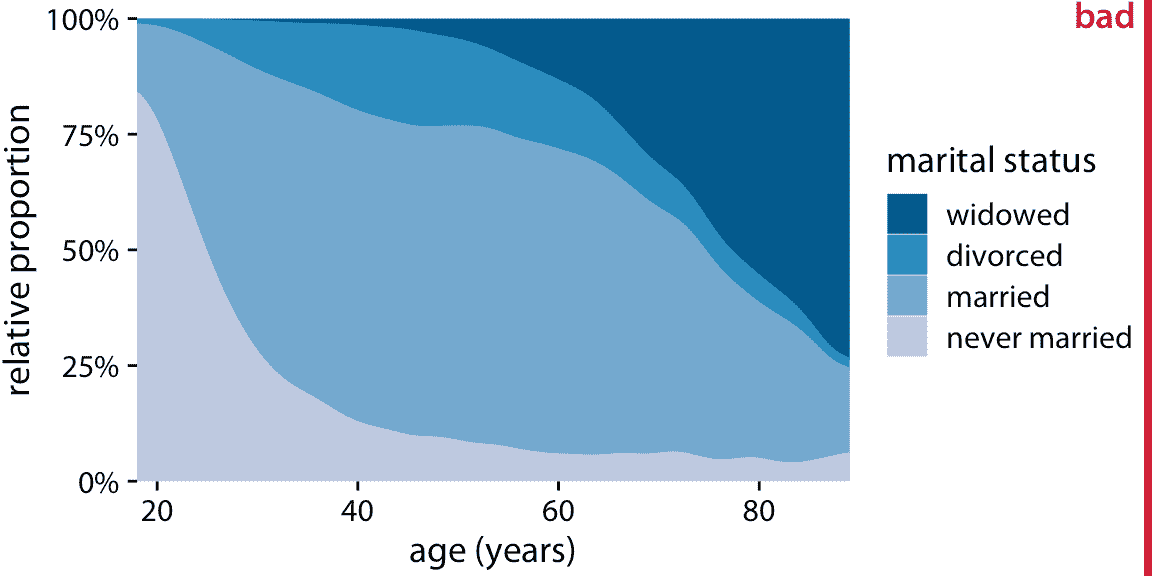 bad
100%
75%
50%
25%
0%
relative proportion
20 40 60 80
age (years)
marital status
widowed
divorced
married
never married